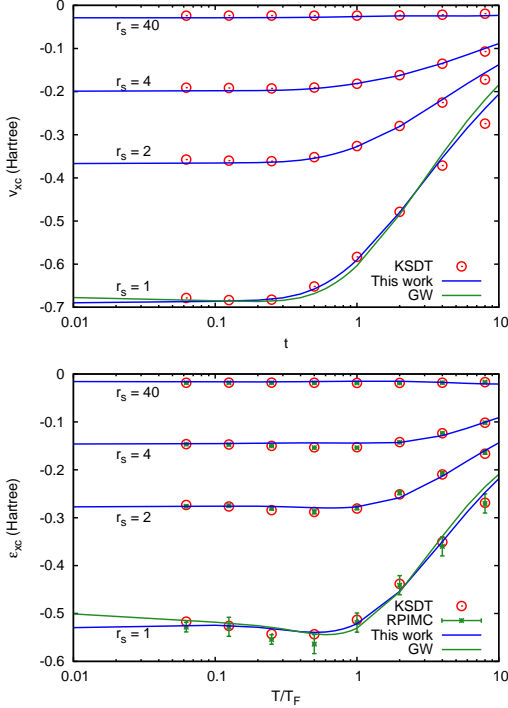 0
-0.1
-0.2
-0.3
-0.4
-0.5
-0.6
-0.7
v_xc (Hartree)
r_s = 40
r_s = 4
r_s = 2
r_s = 1
KSDT
This work
GW
0.01 0.1 1 10
t
0
-0.1
-0.2
-0.3
-0.4
-0.5
-0.6
ε_xc (Hartree)
r_s = 40
r_s = 4
r_s = 2
r_s = 1
KSDT
RPIMC
This work
GW
0.01 0.1 1 10
T/T_F